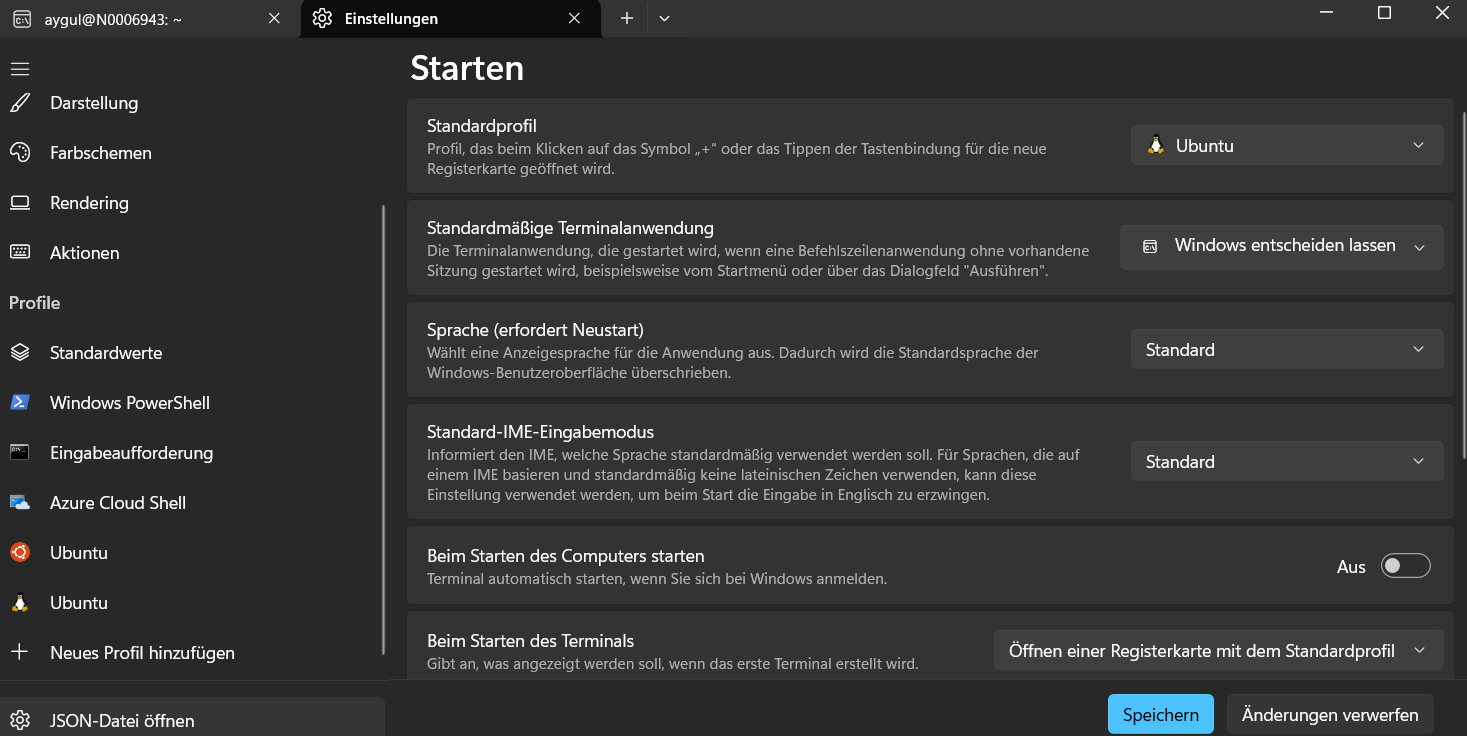 aygul@N0006943: ~
Einstellungen
Darstellung
Farbschemen
Rendering
Aktionen
Profile
Standardwerte
Windows PowerShell
Eingabeaufforderung
Azure Cloud Shell
Ubuntu
Ubuntu
Neues Profil hinzufügen
JSON-Datei öffnen
Starten
Standardprofil
Profil, das beim Klicken auf das Symbol „+“ oder das Tippen der Tastenbindung für die neue
Registerkarte geöffnet wird.
Ubuntu
Standardmäßige Terminalanwendung
Die Terminalanwendung, die gestartet wird, wenn eine Befehlszeilenanwendung ohne vorhandene
Sitzung gestartet wird, beispielsweise vom Startmenü oder über das Dialogfeld "Ausführen".
Windows entscheiden lassen
Sprache (erfordert Neustart)
Wählt eine Anzeigesprache für die Anwendung aus. Dadurch wird die Standardsprache der
Windows-Benutzeroberfläche überschrieben.
Standard
Standard-IME-Eingabemodus
Informiert den IME, welche Sprache standardmäßig verwendet werden soll. Für Sprachen, die auf
einem IME basieren und standardmäßig keine lateinischen Zeichen verwenden, kann diese
Einstellung verwendet werden, um beim Start die Eingabe in Englisch zu erzwingen.
Standard
Beim Starten des Computers starten
Terminal automatisch starten, wenn Sie sich bei Windows anmelden.
Aus
Beim Starten des Terminals
Gibt an, was angezeigt werden soll, wenn das erste Terminal erstellt wird.
Öffnen einer Registerkarte mit dem Standardprofil
Speichern
Änderungen verwerfen